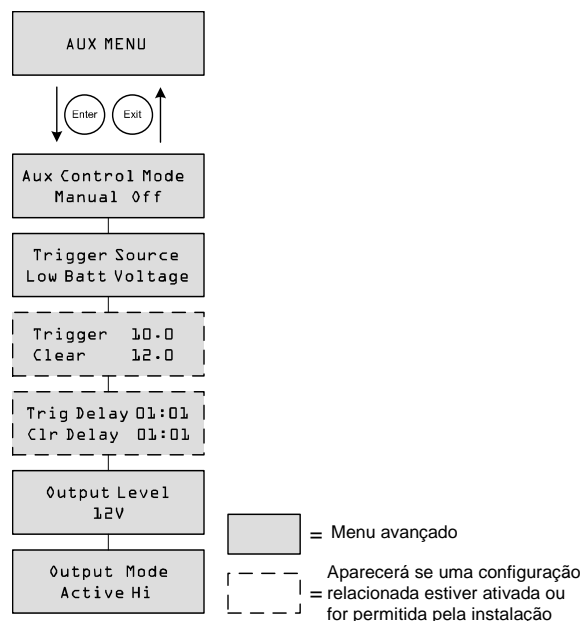 AUX MENU
Enter Exit
Aux Control Mode
Manual Off
Trigger Source
Low Batt Voltage
Trigger 10.0
Clear 12.0
Trig Delay 01:01
Clr Delay 01:01
Output Level
12V
Output Mode
Active Hi
= Menu avançado
Aparecerá se uma configuração
= relacionada estiver ativada ou
for permitida pela instalação